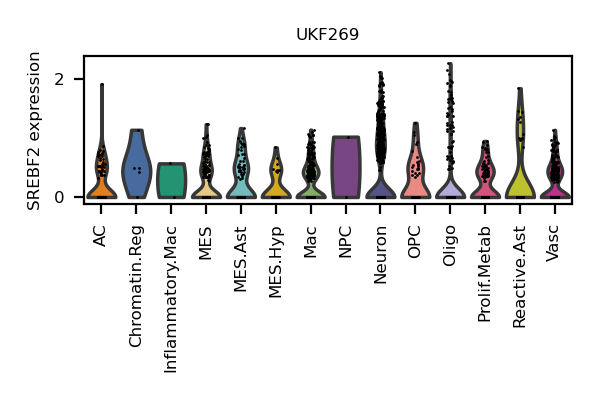 UKF269
SREBF2 expression
2
0
AC
Chromatin.Reg
Inflammatory.Mac
MES
MES.Ast
MES.Hyp
Mac
NPC
Neuron
OPC
Oligo
Prolif.Metab
Reactive.Ast
Vasc